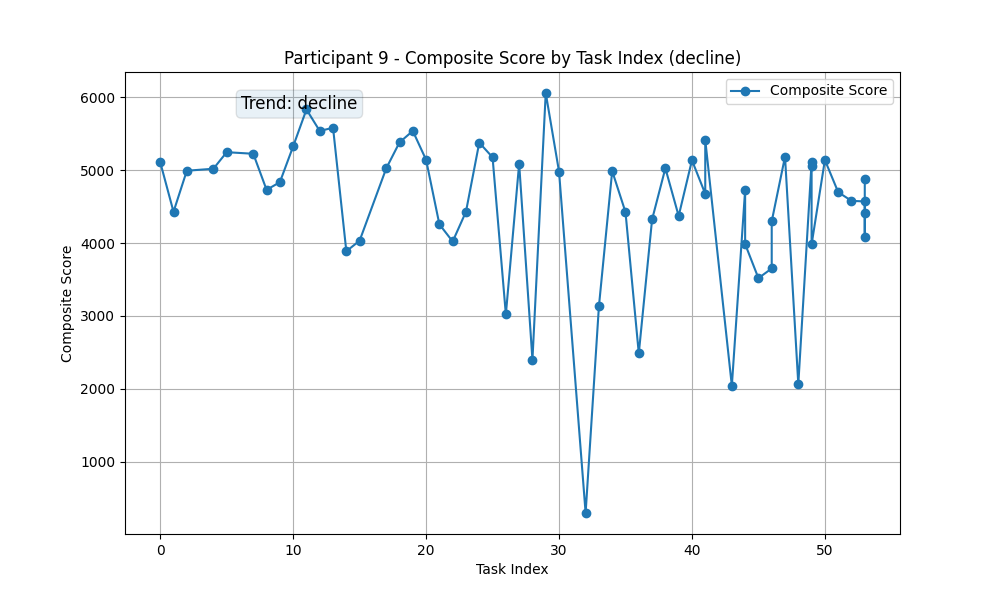 Participant 9 - Composite Score by Task Index (decline)
Trend: decline
Composite Score
6000
5000
4000
3000
2000
1000
Composite Score
0 10 20 30 40 50
Task Index